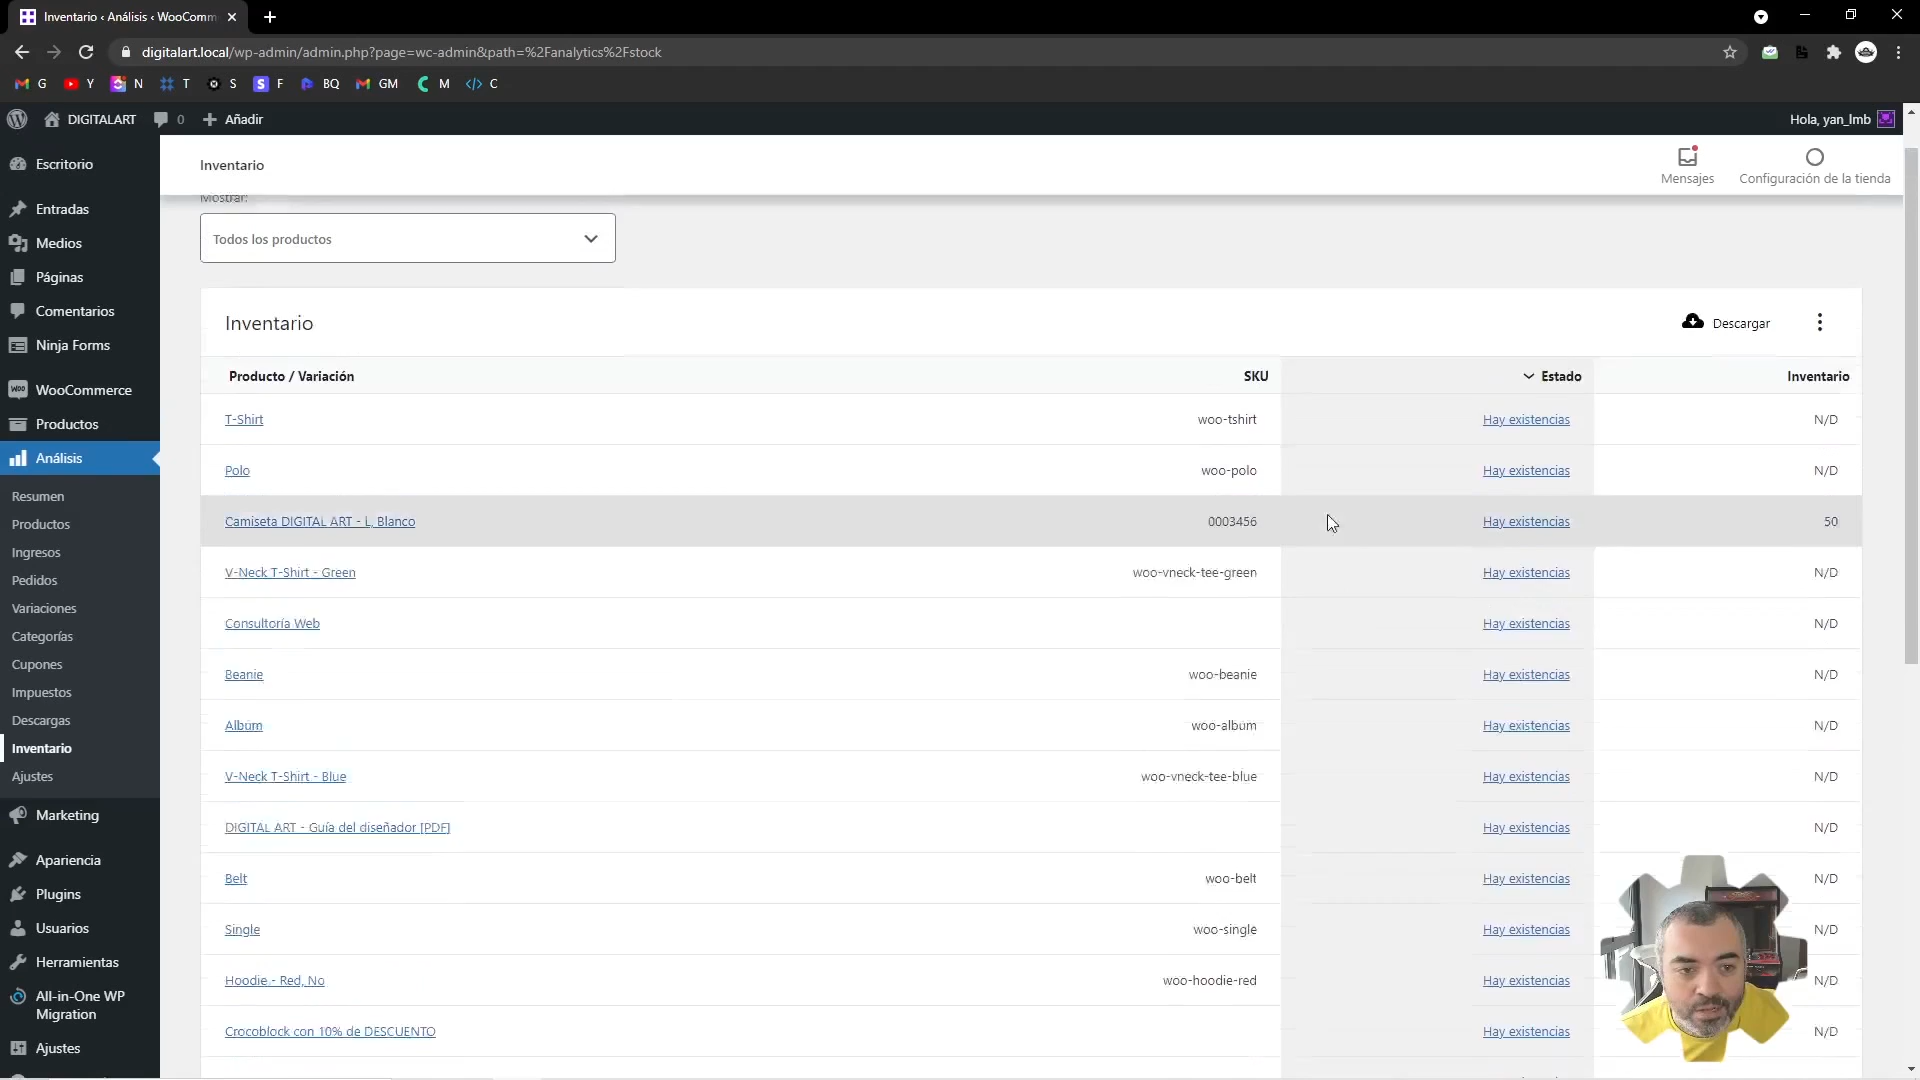 Inventario ‹ Análisis ‹ WooComm
digitalart.local/wp-admin/admin.php?page=wc-admin&path=%2Fanalytics%2Fstock
G Y N T S F BQ GM M C
DIGITALART 0 Añadir Hola, yan_lmb
Inventario
Mensajes
Configuración de la tienda
Escritorio
Entradas
Medios
Páginas
Comentarios
Ninja Forms
WooCommerce
Productos
Análisis
Resumen
Productos
Ingresos
Pedidos
Variaciones
Categorías
Cupones
Impuestos
Descargas
Inventario
Ajustes
Marketing
Apariencia
Plugins
Usuarios
Herramientas
All-in-One WP
Migration
Ajustes
Mostrar:
Todos los productos
Inventario Descargar
Producto / Variación SKU Estado Inventario
T-Shirt woo-tshirt Hay existencias N/D
Polo woo-polo Hay existencias N/D
Camiseta DIGITAL ART - L, Blanco 0003456 Hay existencias 50
V-Neck T-Shirt - Green woo-vneck-tee-green Hay existencias N/D
Consultoría Web Hay existencias N/D
Beanie woo-beanie Hay existencias N/D
Album woo-album Hay existencias N/D
V-Neck T-Shirt - Blue woo-vneck-tee-blue Hay existencias N/D
DIGITAL ART - Guía del diseñador [PDF] Hay existencias N/D
Belt woo-belt Hay existencias N/D
Single woo-single Hay existencias N/D
Hoodie - Red, No woo-hoodie-red Hay existencias N/D
Crocoblock con 10% de DESCUENTO Hay existencias N/D